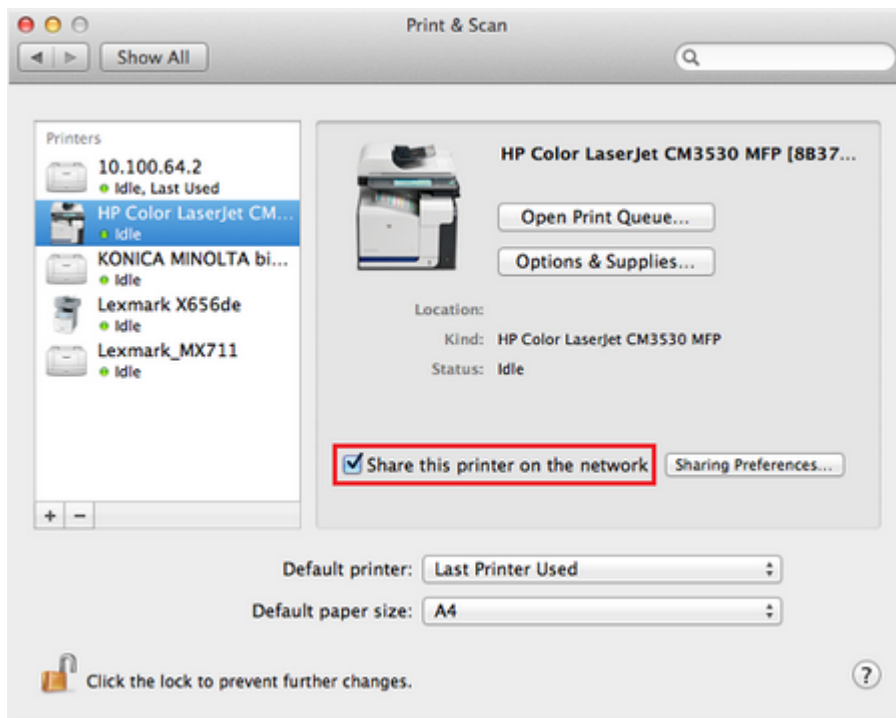 Print & Scan
Show All
Printers
10.100.64.2
Idle, Last Used
HP Color LaserJet CM...
Idle
KONICA MINOLTA bi...
Idle
Lexmark X656de
Idle
Lexmark_MX711
Idle
+ −
HP Color LaserJet CM3530 MFP [8B37...
Open Print Queue...
Options & Supplies...
Location:
Kind: HP Color LaserJet CM3530 MFP
Status: Idle
Share this printer on the network
Sharing Preferences...
Default printer: Last Printer Used
Default paper size: A4
Click the lock to prevent further changes.
?